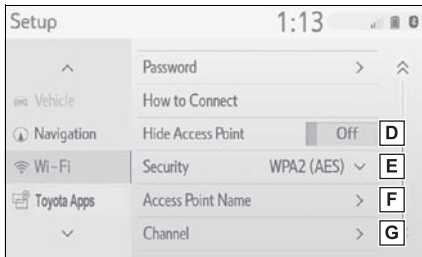 Setup 1:13
Password >
Vehicle How to Connect
Navigation Hide Access Point Off D
Wi-Fi Security WPA2 (AES) E
Toyota Apps Access Point Name > F
Channel > G